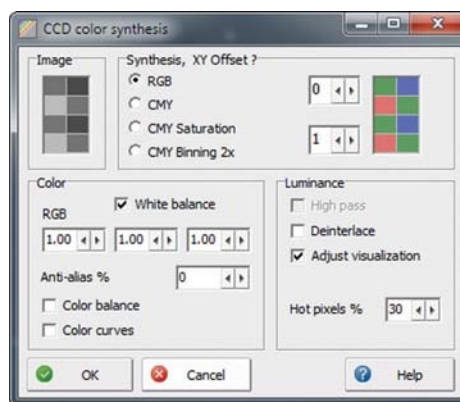 CCD color synthesis
Image
Synthesis, XY Offset ?
RGB
0
CMY
CMY Saturation
1
CMY Binning 2x
Color
White balance
RGB
1.00 1.00 1.00
Anti-alias % 0
Color balance
Color curves
Luminance
High pass
Deinterlace
Adjust visualization
Hot pixels % 30
OK Cancel Help